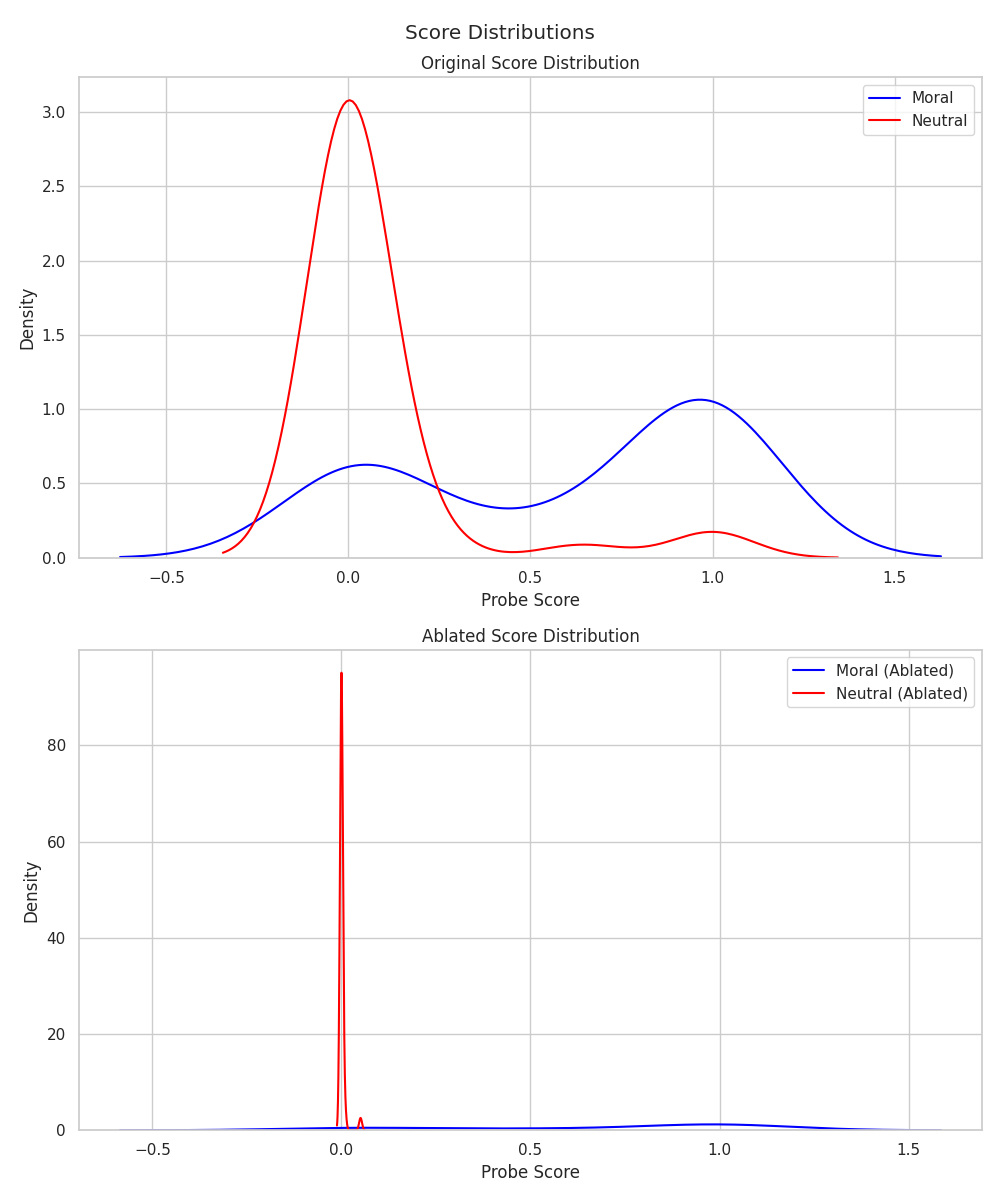 Score Distributions
Original Score Distribution
Moral
Neutral
3.0
2.5
2.0
1.5
1.0
0.5
0.0
Density
−0.5
0.0
0.5
1.0
1.5
Probe Score
Ablated Score Distribution
Moral (Ablated)
Neutral (Ablated)
80
60
40
20
0
Density
−0.5
0.0
0.5
1.0
1.5
Probe Score